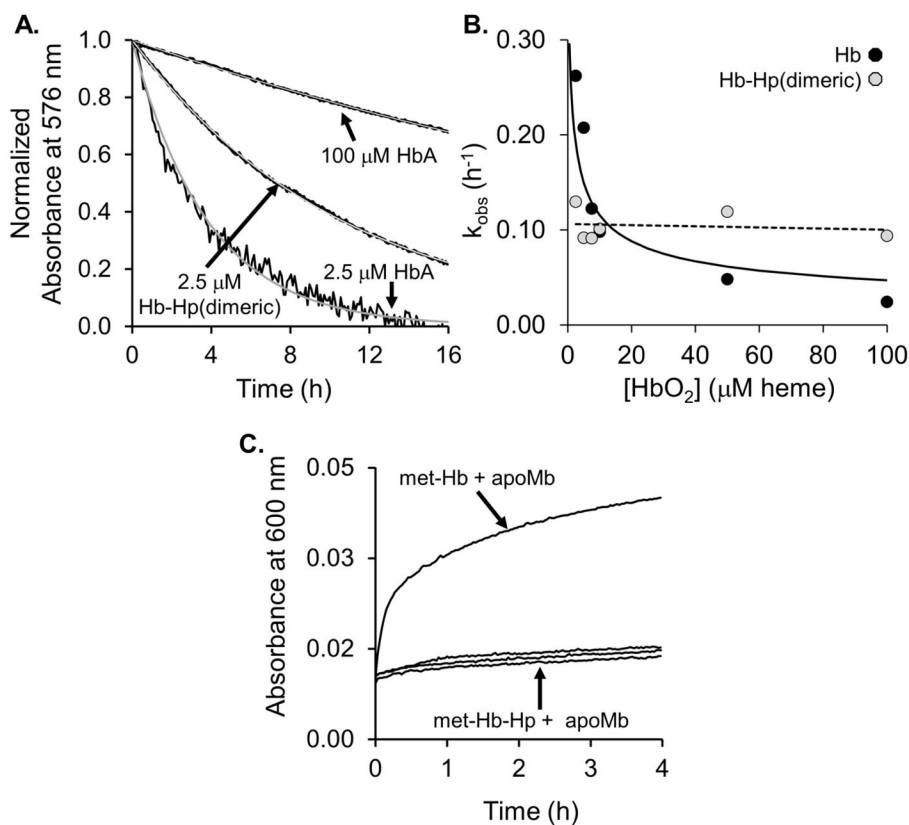 A.
Normalized
Absorbance at 576 nm
1.0
0.8
0.6
0.4
0.2
0.0
100 µM HbA
2.5 µM
Hb-Hp(dimeric)
2.5 µM HbA
0 4 8 12 16
Time (h)
B.
k_obs (h⁻¹)
0.30
0.20
0.10
0.00
Hb
Hb-Hp(dimeric)
0 20 40 60 80 100
[HbO₂] (µM heme)
C.
Absorbance at 600 nm
0.05
0.03
0.02
0.00
met-Hb + apoMb
met-Hb-Hp + apoMb
0 1 2 3 4
Time (h)